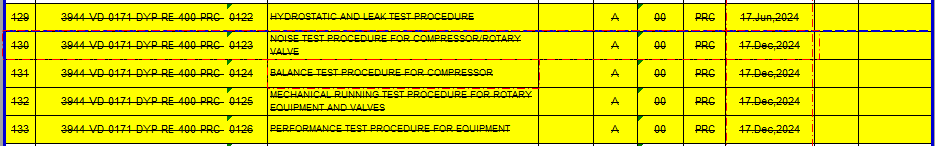 129 3944-VD-0171-DYP-RE-400-PRC- 0122 HYDROSTATIC AND LEAK TEST PROCEDURE A 00 PRC 17.Jun,2024
130 3944-VD-0171-DYP-RE-400-PRC- 0123 NOISE TEST PROCEDURE FOR COMPRESSOR/ROTARY
VALVE A 00 PRC 17.Dec,2024
131 3944-VD-0171-DYP-RE-400-PRC- 0124 BALANCE TEST PROCEDURE FOR COMPRESSOR A 00 PRC 17.Dec,2024
132 3944-VD-0171-DYP-RE-400-PRC- 0125 MECHANICAL RUNNING TEST PROCEDURE FOR ROTARY
EQUIPMENT AND VALVES A 00 PRC 17.Dec,2024
133 3944-VD-0171-DYP-RE-400-PRC- 0126 PERFORMANCE TEST PROCEDURE FOR EQUIPMENT A 00 PRC 17.Dec,2024